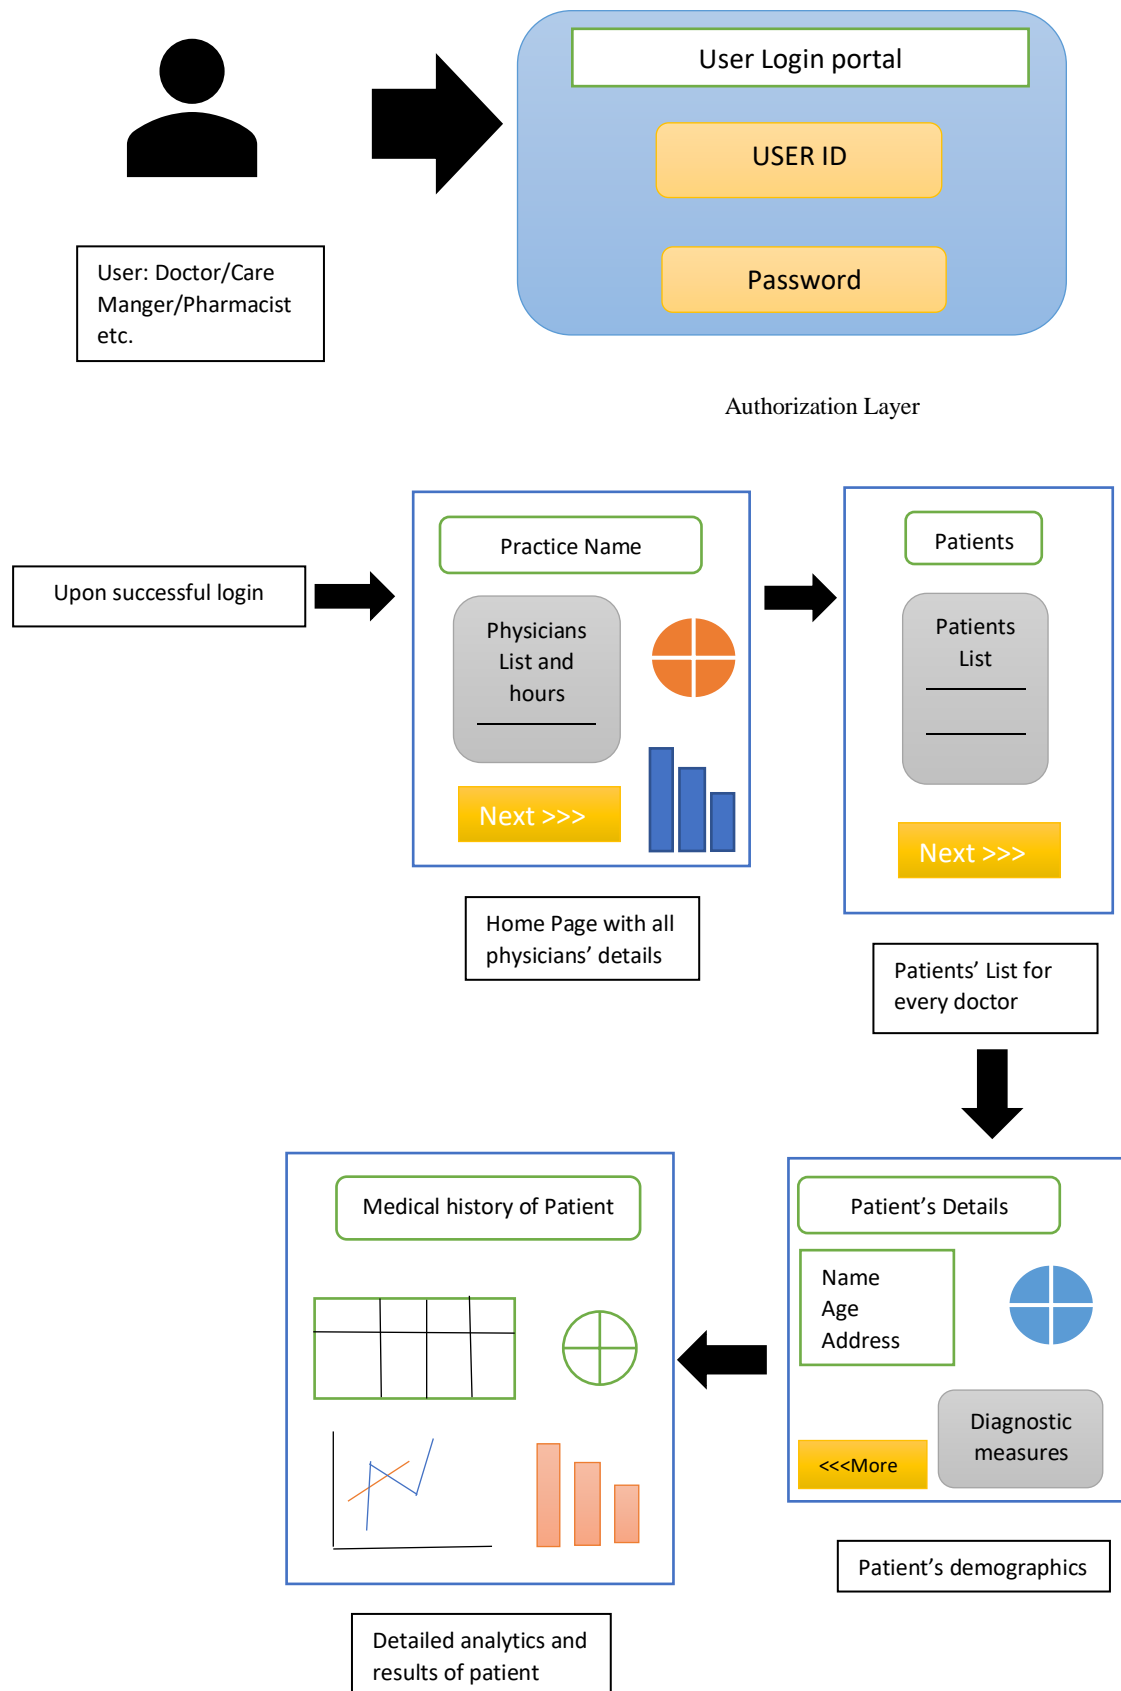 User Login portal
USER ID
Password
User: Doctor/Care
Manger/Pharmacist
etc.
Authorization Layer
Upon successful login
Practice Name
Physicians
List and
hours
Next >>>
Home Page with all
physicians’ details
Patients
Patients
List
Next >>>
Patients’ List for
every doctor
Patient’s Details
Name
Age
Address
Diagnostic
measures
<<<More
Patient’s demographics
Medical history of Patient
Detailed analytics and
results of patient